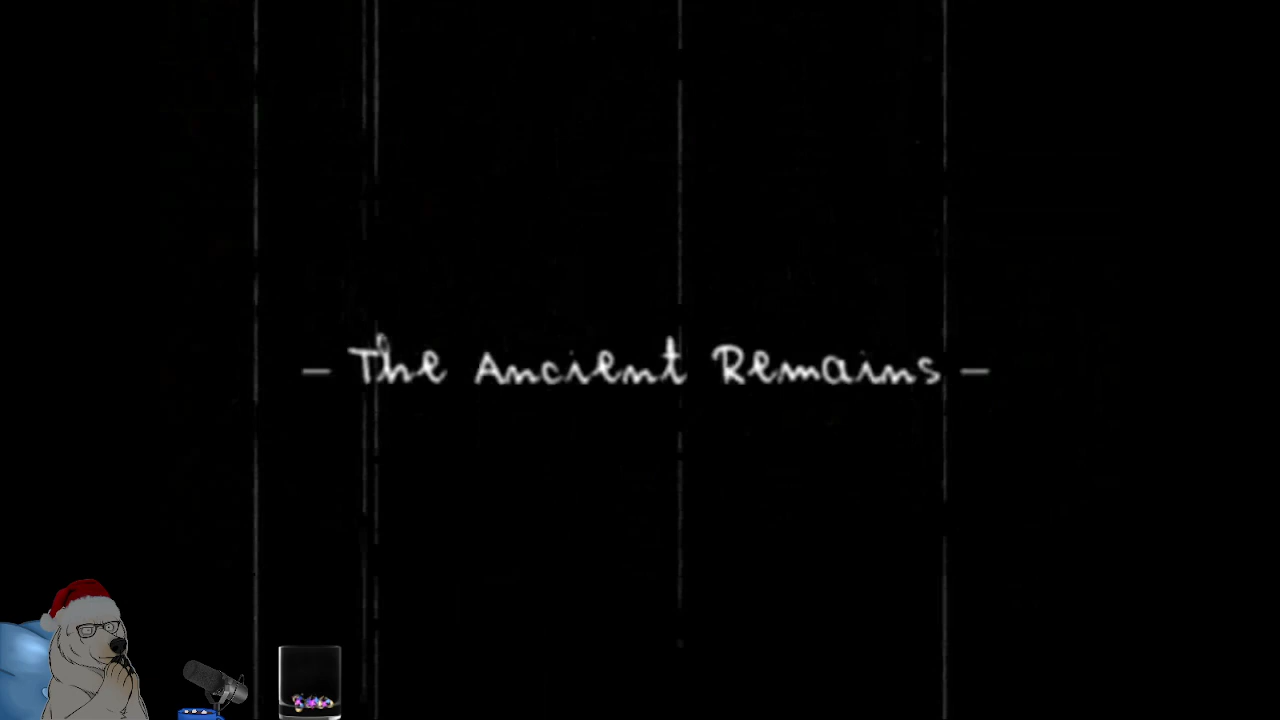 – The Ancient Remains –